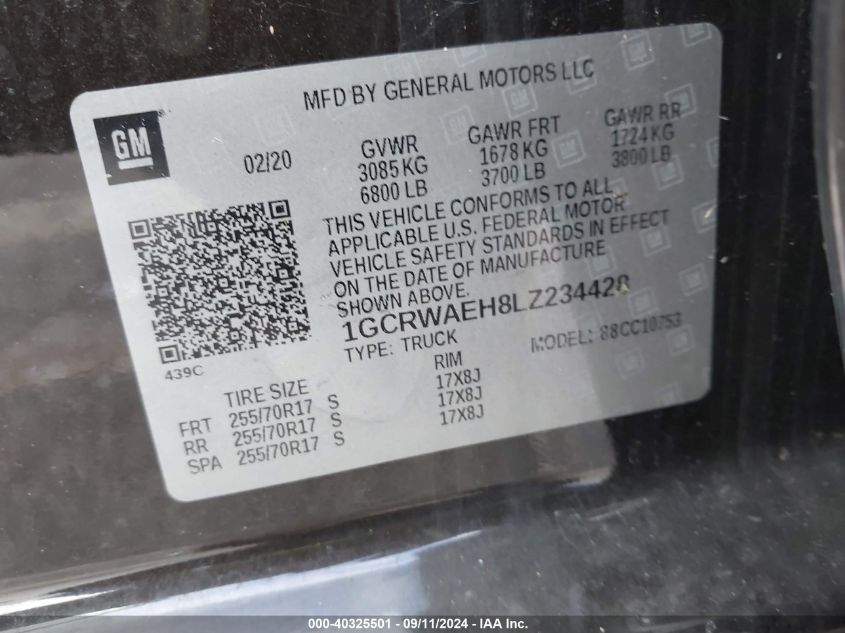 MFD BY GENERAL MOTORS LLC
GM
02/20
GVWR GAWR FRT GAWR RR
3085 KG 1678 KG 1724 KG
6800 LB 3700 LB 3800 LB
THIS VEHICLE CONFORMS TO ALL
APPLICABLE U.S. FEDERAL MOTOR
VEHICLE SAFETY STANDARDS IN EFFECT
ON THE DATE OF MANUFACTURE
SHOWN ABOVE.
1GCRWAEH8LZ234428
TYPE: TRUCK MODEL: 88CC10753
439C
TIRE SIZE RIM
FRT 255/70R17 S 17X8J
RR 255/70R17 S 17X8J
SPA 255/70R17 S 17X8J
000-40325501 - 09/11/2024 - IAA Inc.